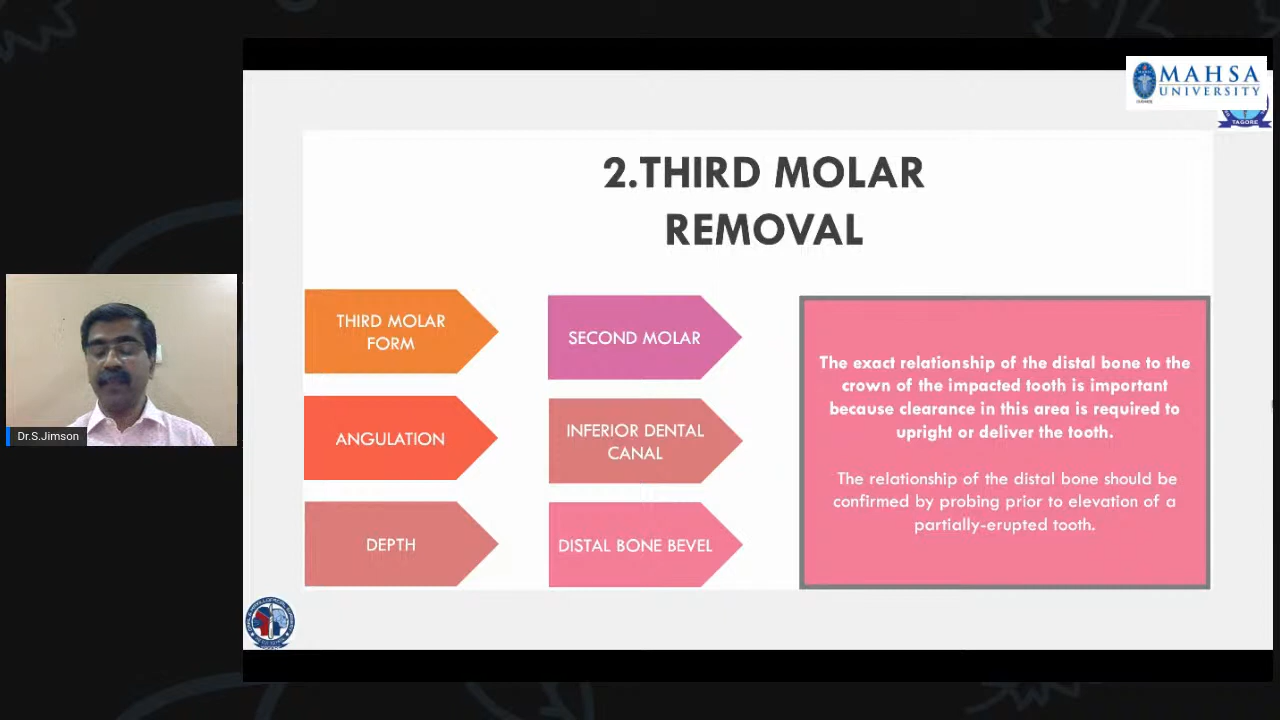 MAHSA
UNIVERSITY
TAGORE
2.THIRD MOLAR
REMOVAL
THIRD MOLAR
FORM
ANGULATION
DEPTH
SECOND MOLAR
INFERIOR DENTAL
CANAL
DISTAL BONE BEVEL
The exact relationship of the distal bone to the
crown of the impacted tooth is important
because clearance in this area is required to
upright or deliver the tooth.
The relationship of the distal bone should be
confirmed by probing prior to elevation of a
partially-erupted tooth.
Dr.S.Jimson